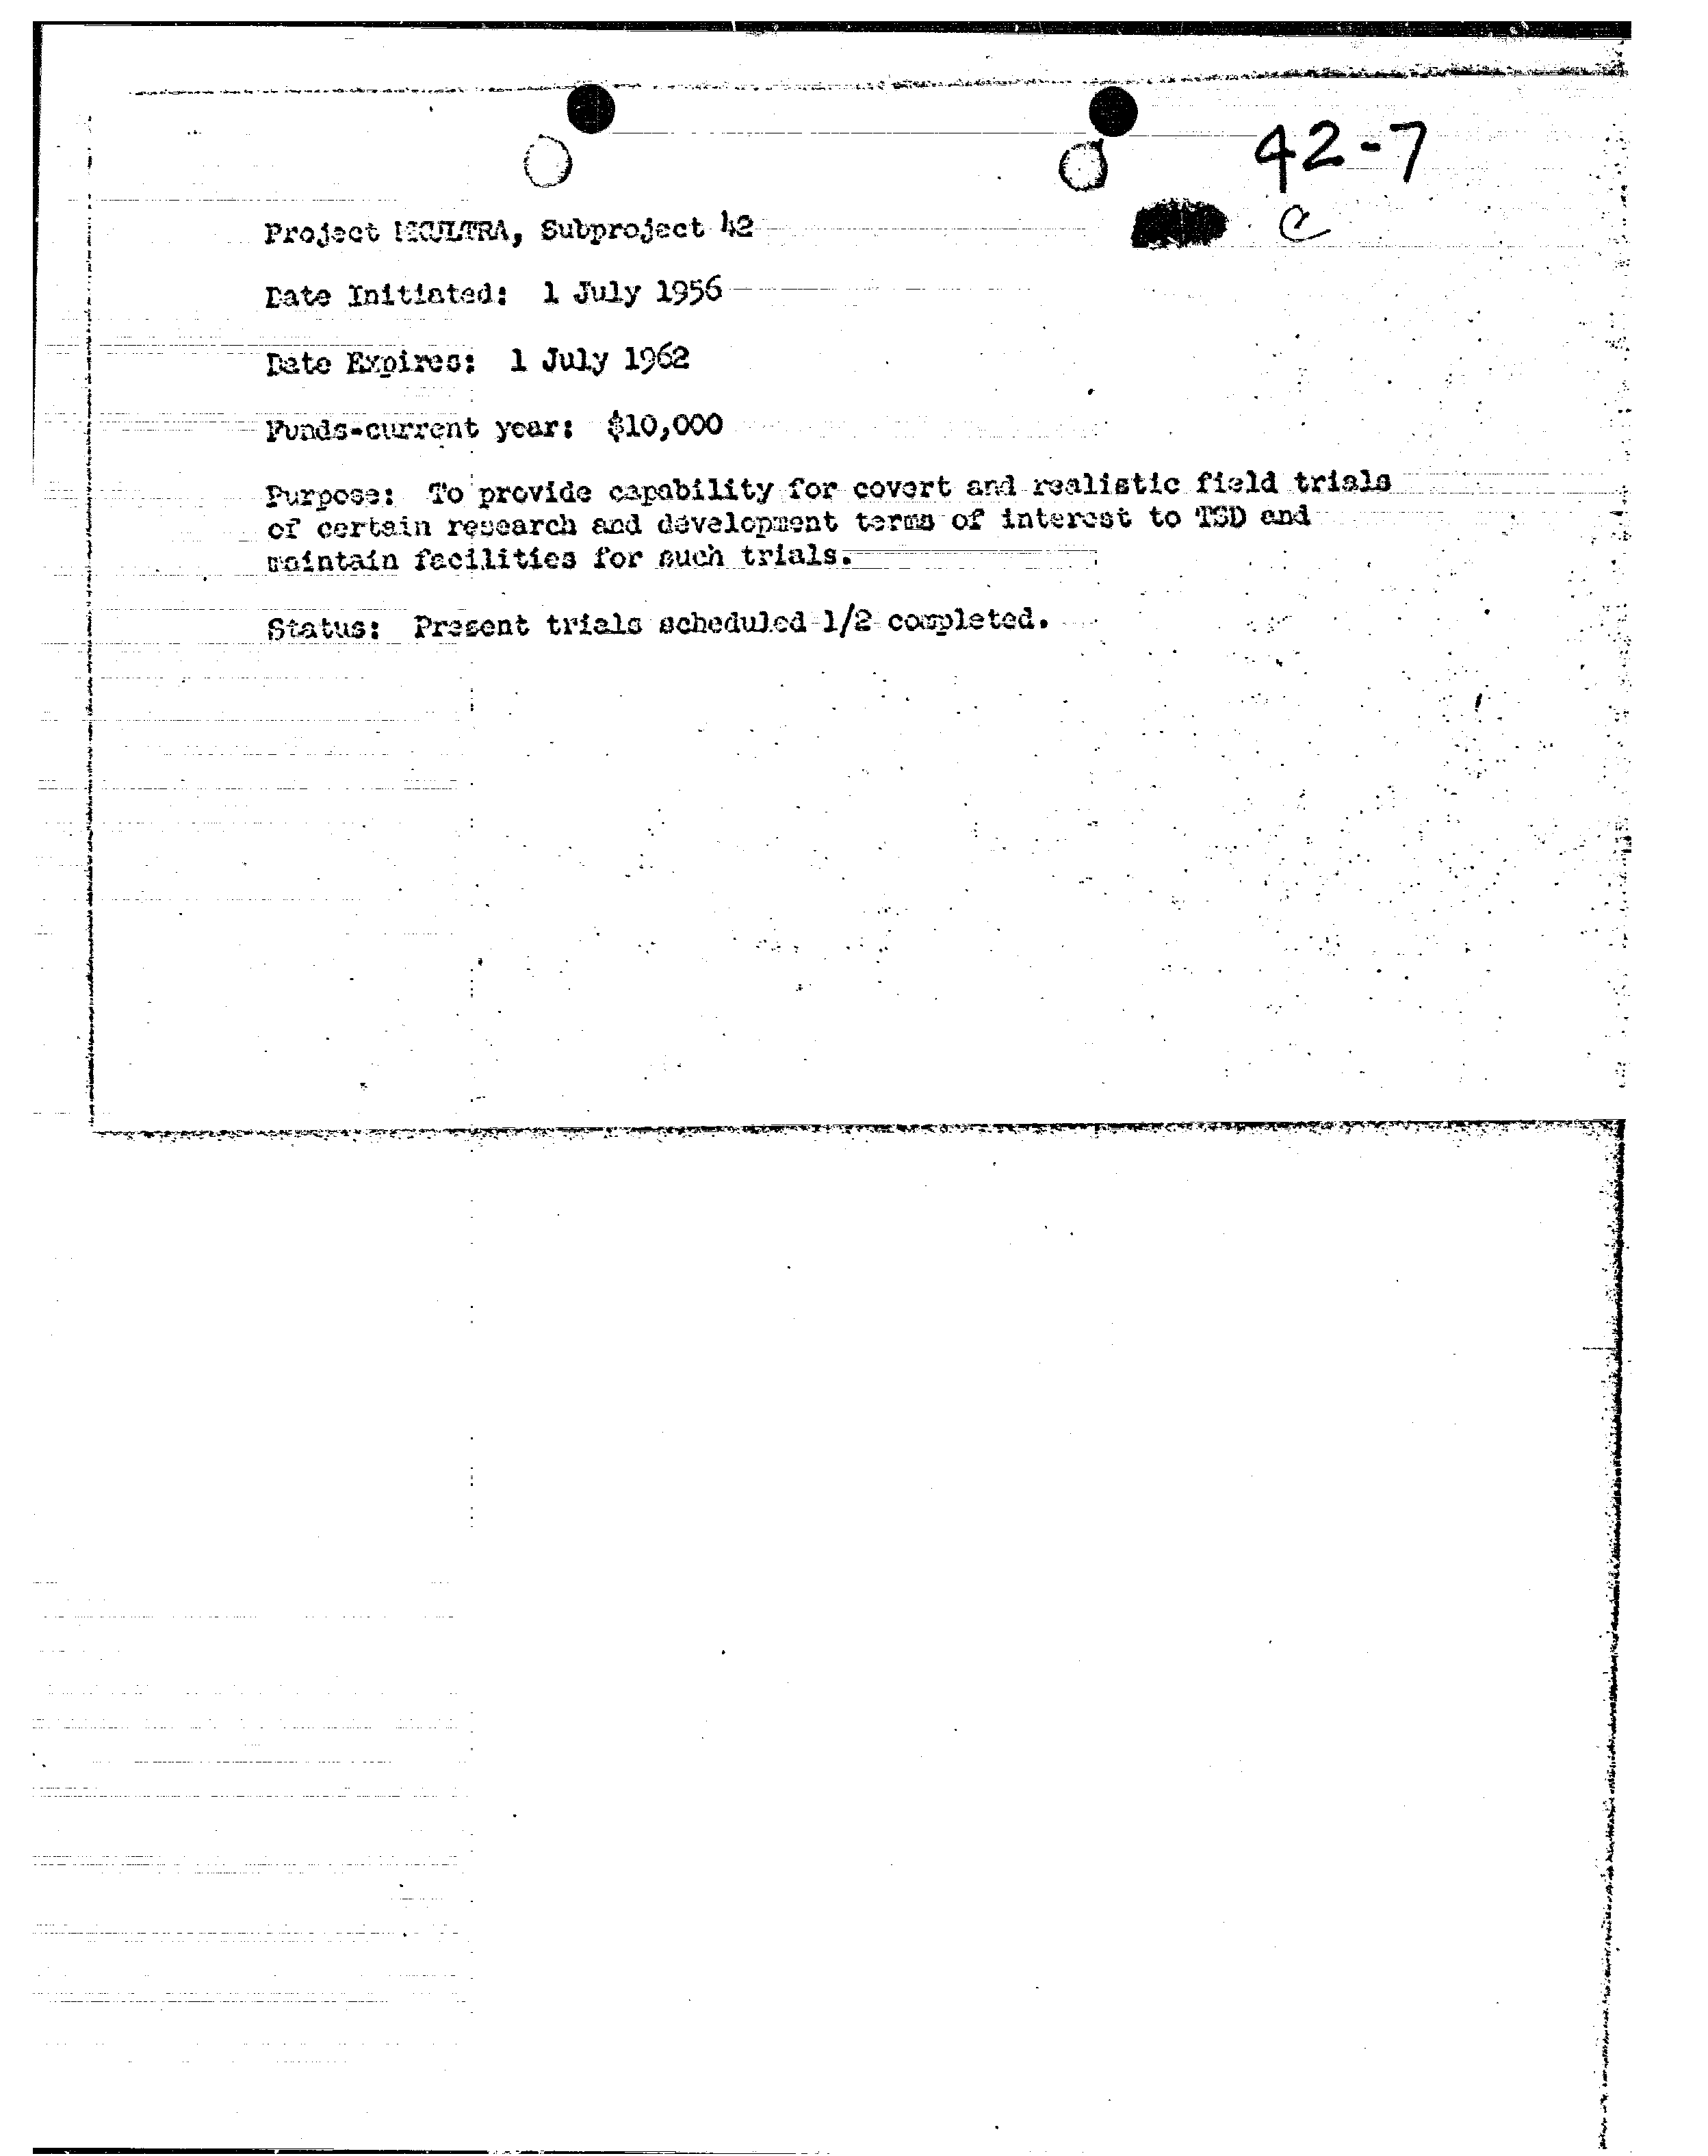 42-7
C
Project MKULTRA, Subproject 42
Date Initiated: 1 July 1956
Date Expires: 1 July 1962
Funds-current year: $10,000
Purpose: To provide capability for covert and realistic field trials
of certain research and development terms of interest to TSD and
maintain facilities for such trials.
Status: Present trials scheduled 1/2 completed.